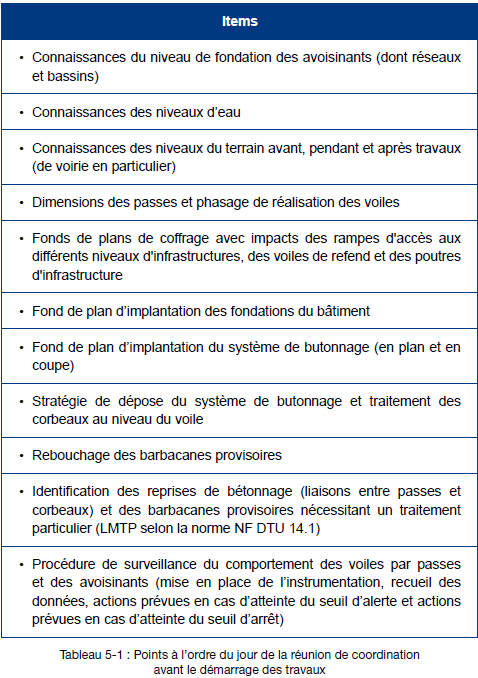 Items
• Connaissances du niveau de fondation des avoisinants (dont réseaux
et bassins)
• Connaissances des niveaux d'eau
• Connaissances des niveaux du terrain avant, pendant et après travaux
(de voirie en particulier)
• Dimensions des passes et phasage de réalisation des voiles
• Fonds de plans de coffrage avec impacts des rampes d'accès aux
différents niveaux d'infrastructures, des voiles de refend et des poutres
d'infrastructure
• Fond de plan d'implantation des fondations du bâtiment
• Fond de plan d'implantation du système de butonnage (en plan et en
coupe)
• Stratégie de dépose du système de butonnage et traitement des
corbeaux au niveau du voile
• Rebouchage des barbacanes provisoires
• Identification des reprises de bétonnage (liaisons entre passes et
corbeaux) et des barbacanes provisoires nécessitant un traitement
particulier (LMTP selon la norme NF DTU 14.1)
• Procédure de surveillance du comportement des voiles par passes
et des avoisinants (mise en place de l'instrumentation, recueil des
données, actions prévues en cas d'atteinte du seuil d'alerte et actions
prévues en cas d'atteinte du seuil d'arrêt)
Tableau 5-1 : Points à l'ordre du jour de la réunion de coordination
avant le démarrage des travaux